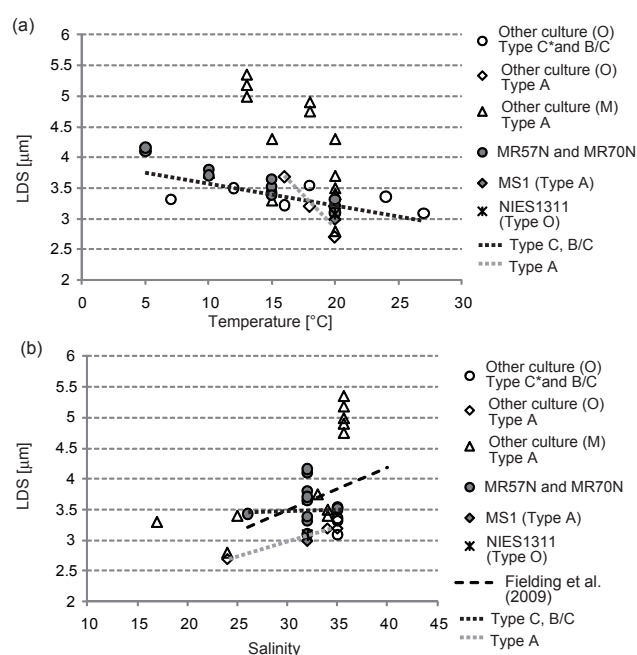 (a)
6
5.5
5
4.5
4
3.5
3
2.5
2
LDS [μm]
0 5 10 15 20 25 30
Temperature [°C]
Other culture (O)
Type C*and B/C
Other culture (O)
Type A
Other culture (M)
Type A
MR57N and MR70N
MS1 (Type A)
NIES1311
(Type O)
Type C, B/C
Type A
(b)
6
5.5
5
4.5
4
3.5
3
2.5
2
LDS [μm]
10 15 20 25 30 35 40 45
Salinity
Other culture (O)
Type C*and B/C
Other culture (O)
Type A
Other culture (M)
Type A
MR57N and MR70N
MS1 (Type A)
NIES1311
(Type O)
Fielding et al.
(2009)
Type C, B/C
Type A